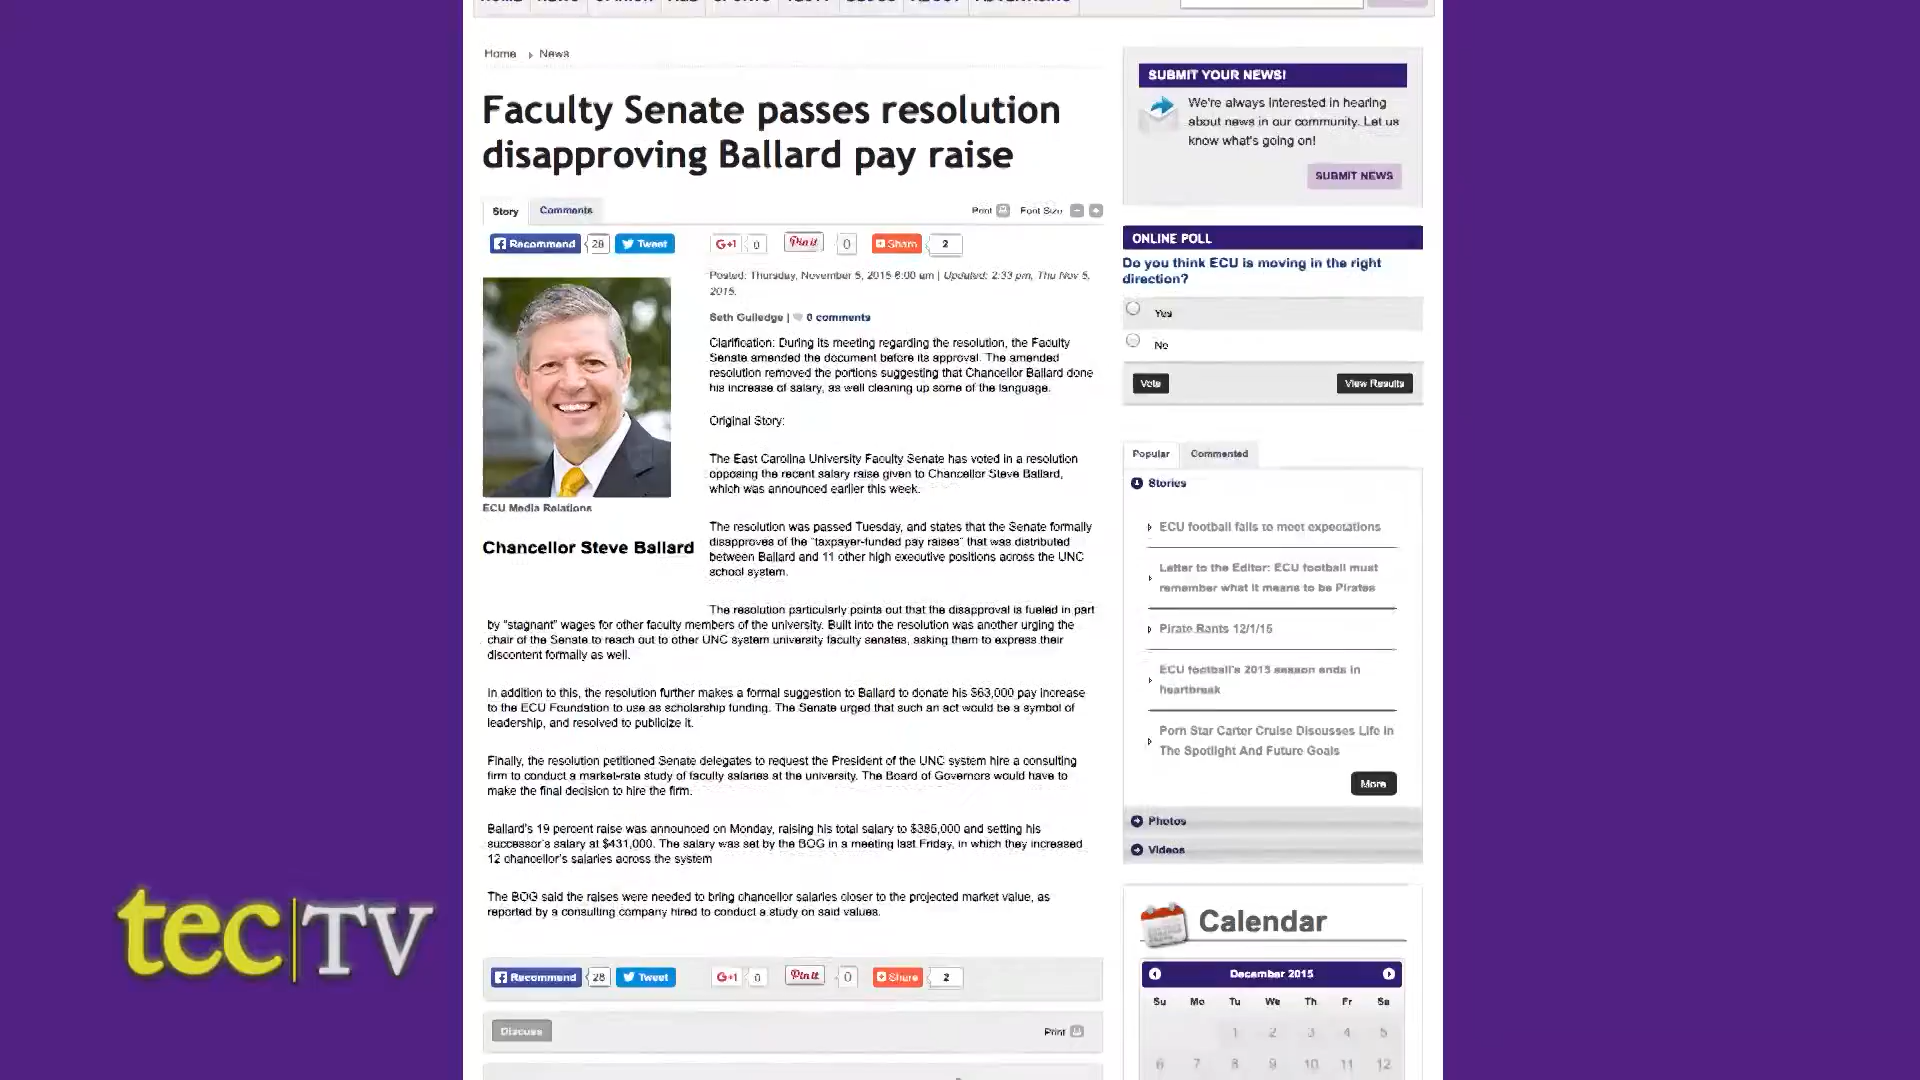 Home News
Faculty Senate passes resolution
disapproving Ballard pay raise
Story Comments Print Font Size
Recommend 28 Tweet G+1 0 Pin it 0 Share 2
Posted: Thursday, November 5, 2015 6:00 am | Updated: 2:33 pm, Thu Nov 5,
2015.
Seth Gulledge | 0 comments
Clarification: During its meeting regarding the resolution, the Faculty
Senate amended the document before its approval. The amended
resolution removed the portions suggesting that Chancellor Ballard done
his increase of salary, as well cleaning up some of the language.
Original Story:
The East Carolina University Faculty Senate has voted in a resolution
opposing the recent salary raise given to Chancellor Steve Ballard,
which was announced earlier this week.
ECU Media Relations
Chancellor Steve Ballard
The resolution was passed Tuesday, and states that the Senate formally
disapproves of the "taxpayer-funded pay raises" that was distributed
between Ballard and 11 other high executive positions across the UNC
school system.
The resolution particularly points out that the disapproval is fueled in part
by "stagnant" wages for other faculty members of the university. Built into the resolution was another urging the
chair of the Senate to reach out to other UNC system university faculty senates, asking them to express their
discontent formally as well.
In addition to this, the resolution further makes a formal suggestion to Ballard to donate his $63,000 pay increase
to the ECU Foundation to use as scholarship funding. The Senate urged that such an act would be a symbol of
leadership, and resolved to publicize it.
Finally, the resolution petitioned Senate delegates to request the President of the UNC system hire a consulting
firm to conduct a market-rate study of faculty salaries at the university. The Board of Governors would have to
make the final decision to hire the firm.
Ballard's 19 percent raise was announced on Monday, raising his total salary to $385,000 and setting his
successor's salary at $431,000. The salary was set by the BOG in a meeting last Friday, in which they increased
12 chancellor's salaries across the system
The BOG said the raises were needed to bring chancellor salaries closer to the projected market value, as
reported by a consulting company hired to conduct a study on said values.
Recommend 28 Tweet G+1 0 Pin it 0 Share 2
Discuss Print
SUBMIT YOUR NEWS!
We're always interested in hearing
about news in our community. Let us
know what's going on!
SUBMIT NEWS
ONLINE POLL
Do you think ECU is moving in the right
direction?
Yes
No
Vote View Results
Popular Commented
Stories
ECU football fails to meet expectations
Letter to the Editor: ECU football must
remember what it means to be Pirates
Pirate Rants 12/1/15
ECU football's 2015 season ends in
heartbreak
Porn Star Carter Cruise Discusses Life In
The Spotlight And Future Goals
More
Photos
Videos
Calendar
December 2015
Su Mo Tu We Th Fr Sa
1 2 3 4 5
6 7 8 9 10 11 12
tec|TV